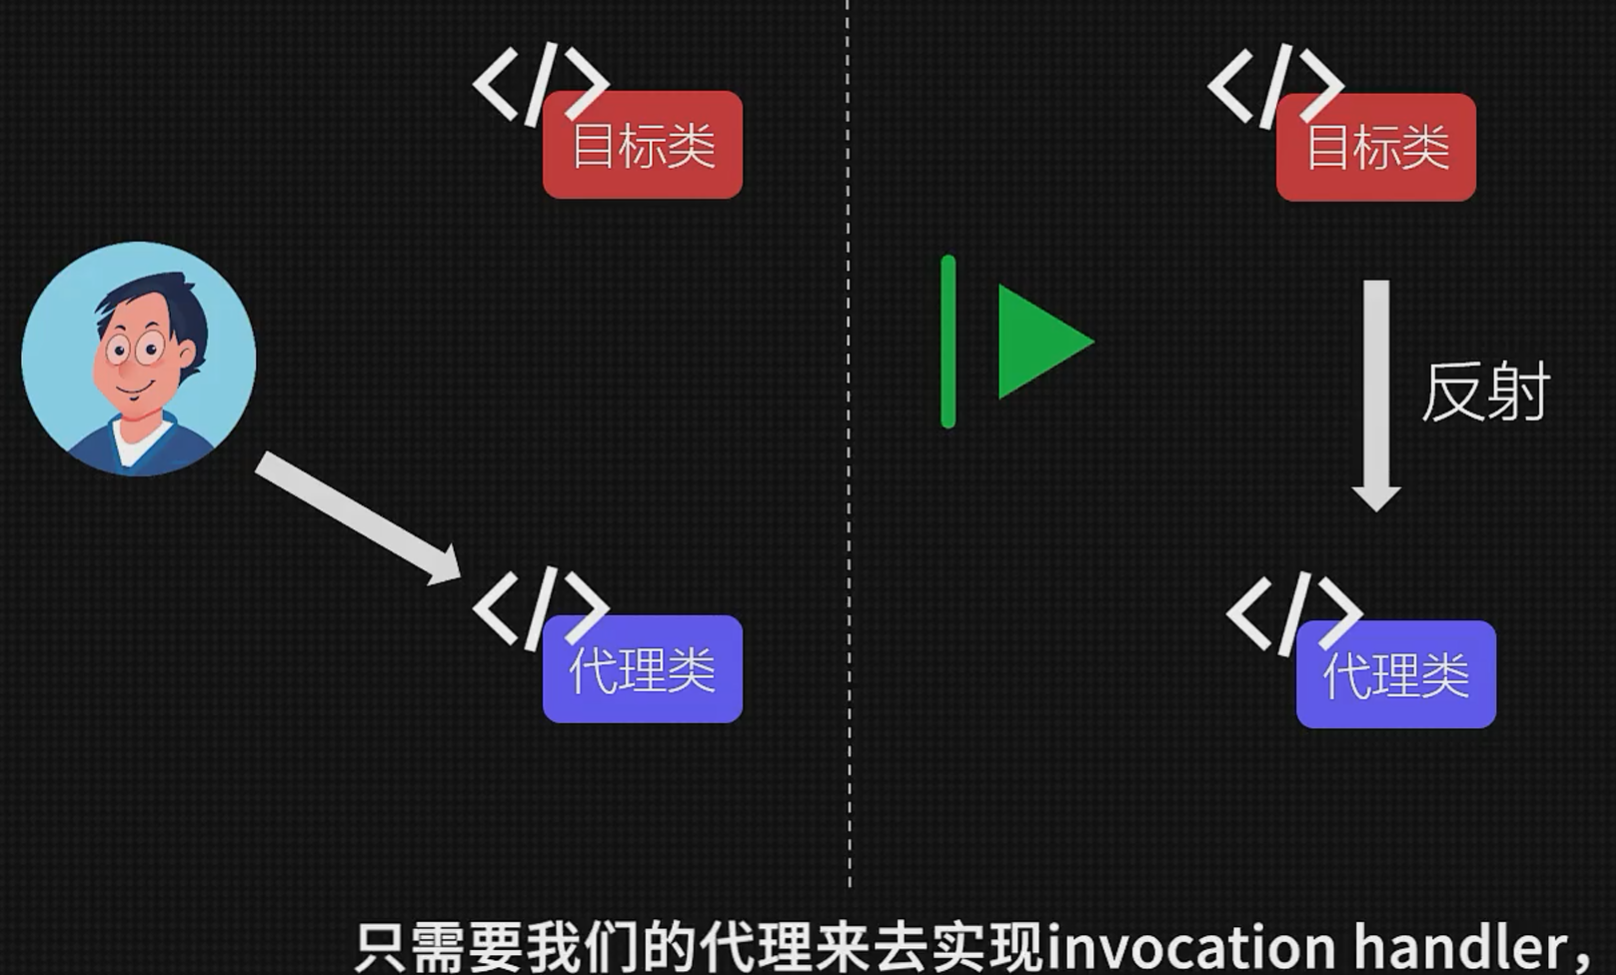 </> </>
目标类 目标类
反射
</> </>
代理类 代理类
只需要我们的代理来去实现invocation handler,